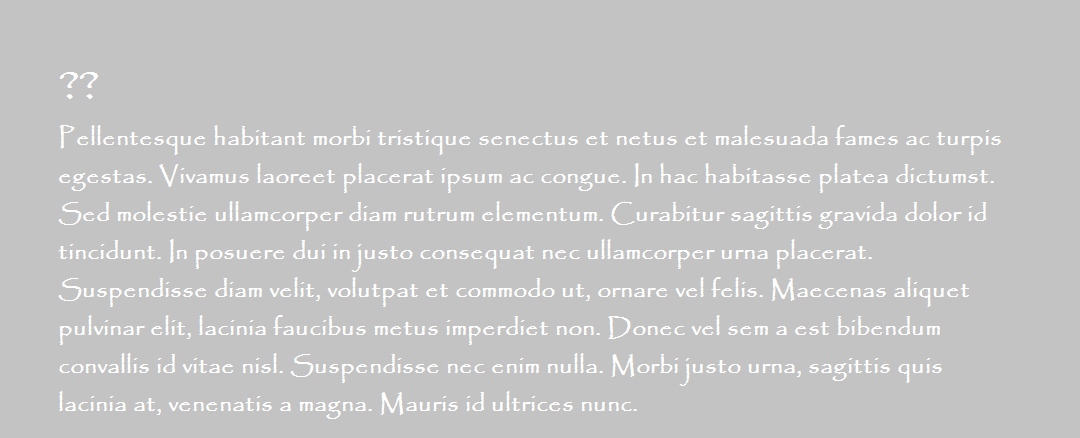 ??
Pellentesque habitant morbi tristique senectus et netus et malesuada fames ac turpis
egestas. Vivamus laoreet placerat ipsum ac congue. In hac habitasse platea dictumst.
Sed molestie ullamcorper diam rutrum elementum. Curabitur sagittis gravida dolor id
tincidunt. In posuere dui in justo consequat nec ullamcorper urna placerat.
Suspendisse diam velit, volutpat et commodo ut, ornare vel felis. Maecenas aliquet
pulvinar elit, lacinia faucibus metus imperdiet non. Donec vel sem a est bibendum
convallis id vitae nisl. Suspendisse nec enim nulla. Morbi justo urna, sagittis quis
lacinia at, venenatis a magna. Mauris id ultrices nunc.